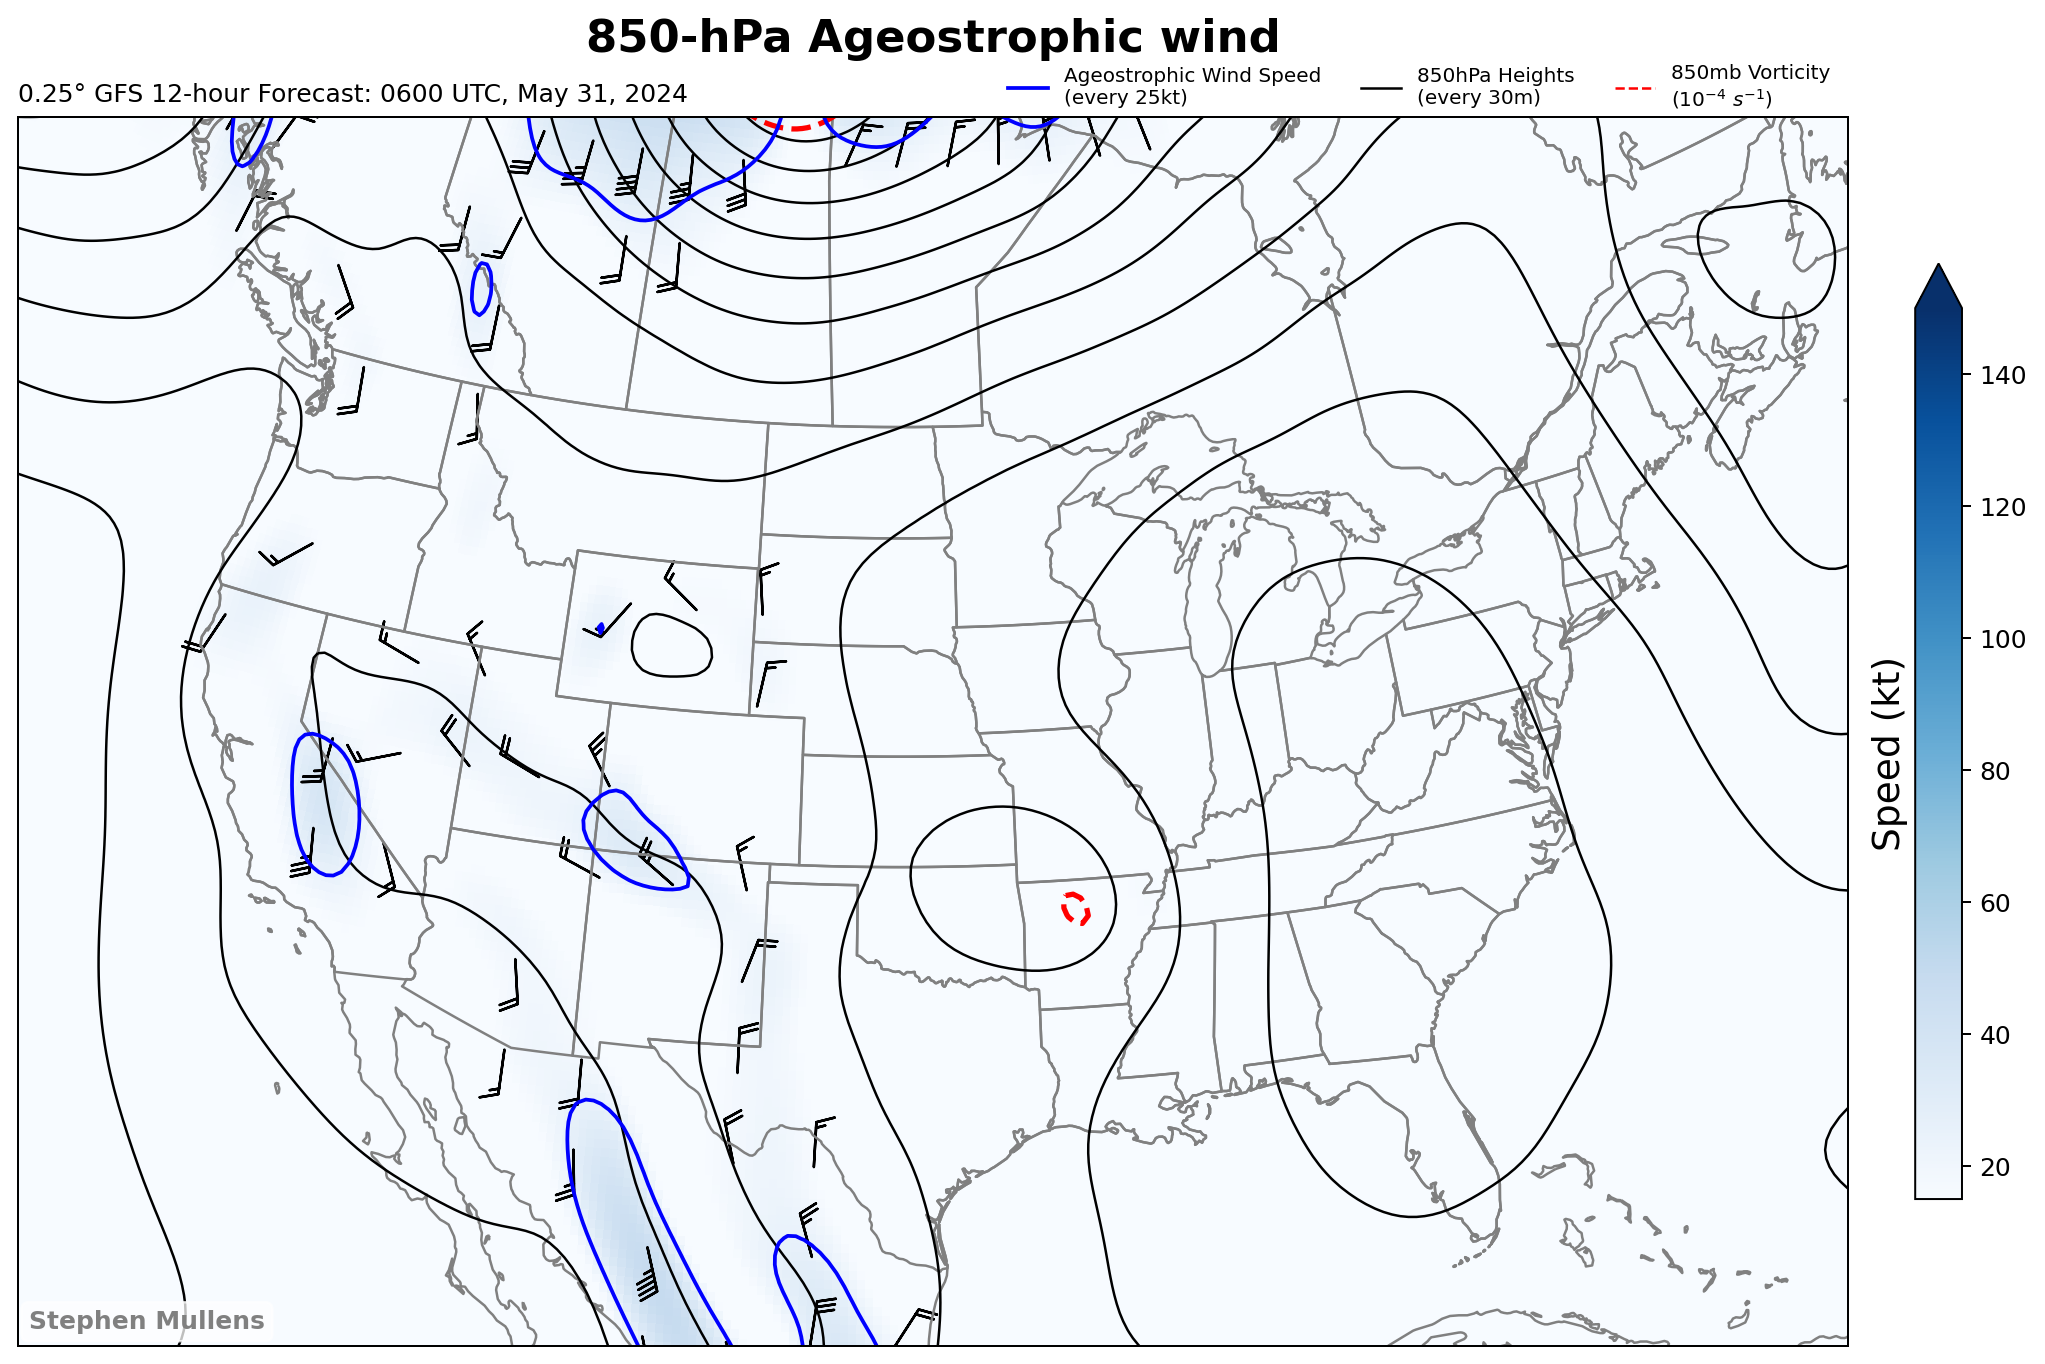 850-hPa Ageostrophic wind
0.25° GFS 12-hour Forecast: 0600 UTC, May 31, 2024
Ageostrophic Wind Speed
(every 25kt)
850hPa Heights
(every 30m)
850mb Vorticity
(10⁻⁴ s⁻¹)
140
120
100
80
60
40
20
Speed (kt)
Stephen Mullens